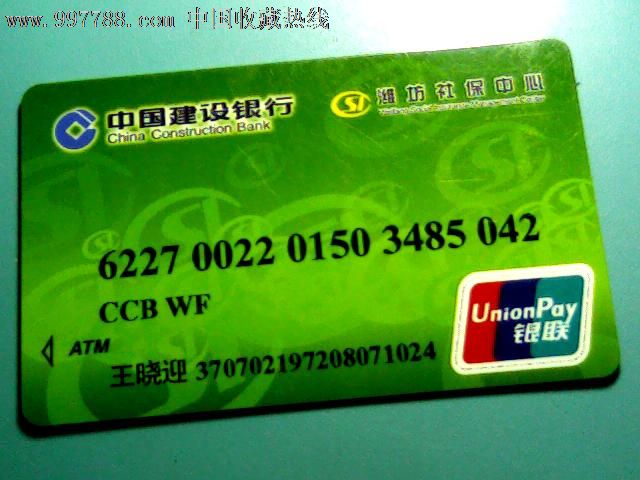 www.997788.com 中国收藏热线
中国建设银行
China Construction Bank
潍坊社保中心
6227 0022 0150 3485 042
CCB WF
ATM
UnionPay
银联
王晓迎 370702197208071024